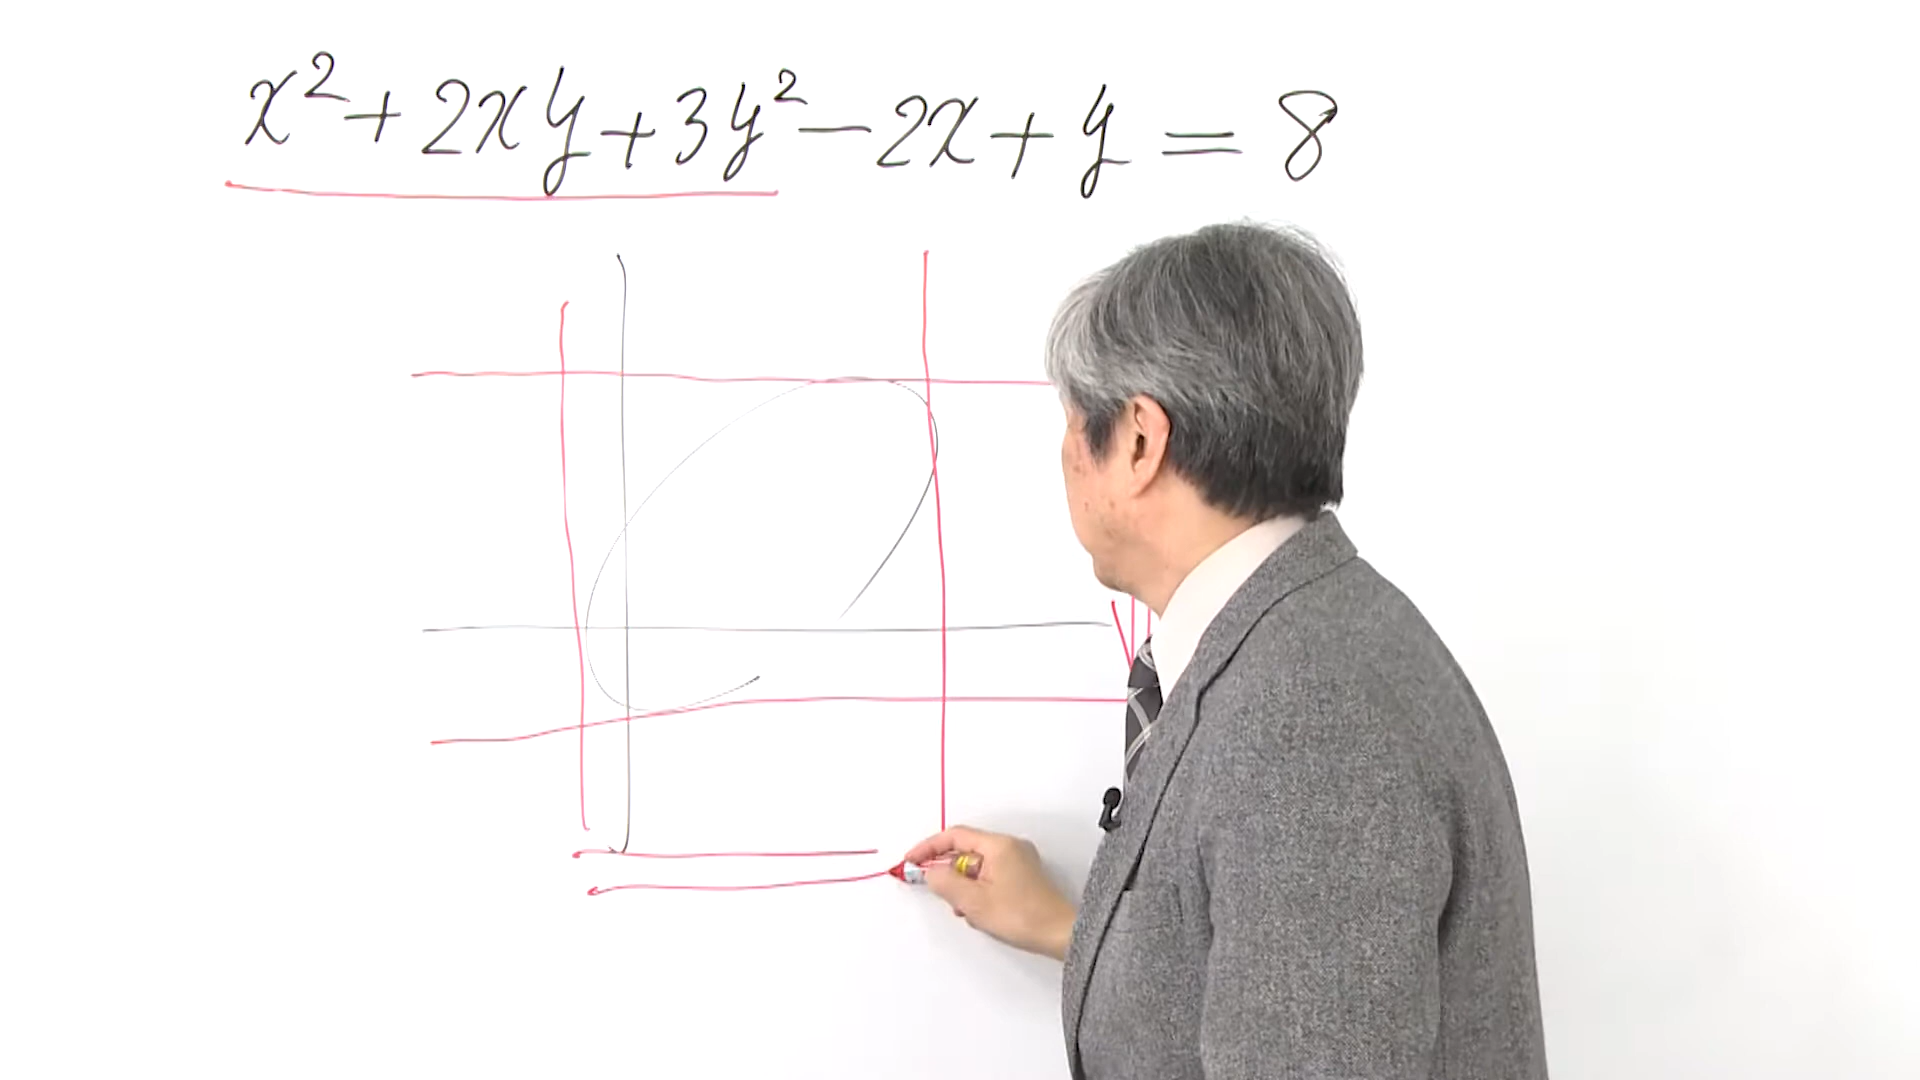 x² + 2xy + 3y² − 2x + y = 8